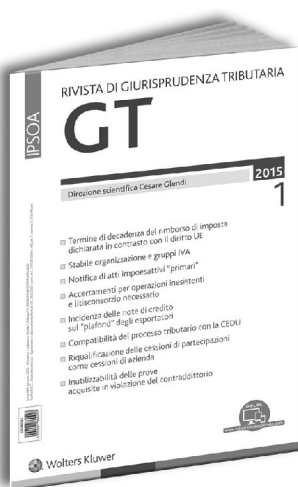 IPSOA
RIVISTA DI GIURISPRUDENZA TRIBUTARIA
GT
2015
Direzione scientifica Cesare Glendi
1
Termine di decadenza del rimborso di imposta
dichiarata in contrasto con il diritto UE
Stabile organizzazione e gruppi IVA
Notifica di atti impoesattivi "primari"
Accertamenti per operazioni inesistenti
e litisconsorzio necessario
Incidenza delle note di credito
sul "plafond" degli esportatori
Compatibilità del processo tributario con la CEDU
Riqualificazione delle cessioni di partecipazioni
come cessioni di azienda
Inutilizzabilità delle prove
acquisite in violazione del contraddittorio
Wolters Kluwer